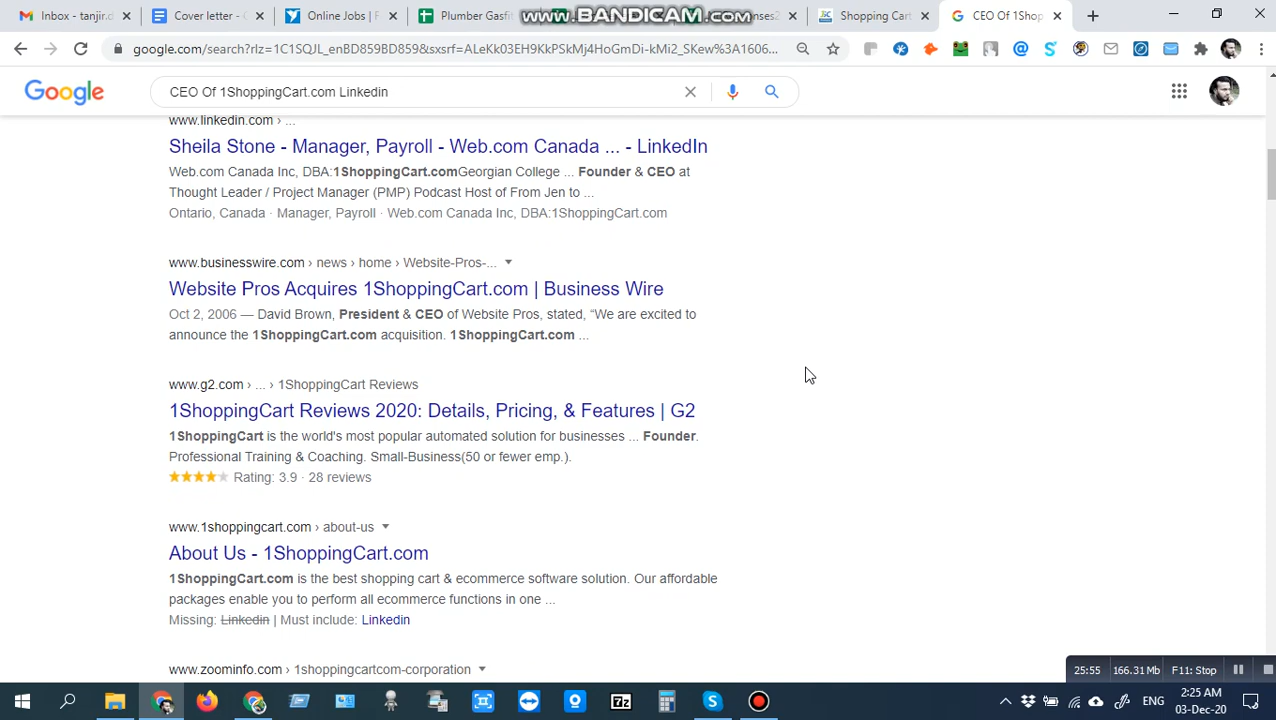 Inbox - tanjir.d
Cover letter - G
Online Jobs | F
Plumber Gasfi
www.BANDICAM.com
Shopping Cart
CEO Of 1Shop
google.com/search?rlz=1C1SQJL_enBD859BD859&sxsrf=ALeKk03EH9KkPSkMj4HoGmDi-kMi2_SKew%3A1606...
Google
CEO Of 1ShoppingCart.com Linkedin
www.linkedin.com › ...
Sheila Stone - Manager, Payroll - Web.com Canada ... - LinkedIn
Web.com Canada Inc, DBA:1ShoppingCart.comGeorgian College ... Founder & CEO at
Thought Leader / Project Manager (PMP) Podcast Host of From Jen to ...
Ontario, Canada · Manager, Payroll · Web.com Canada Inc, DBA:1ShoppingCart.com
www.businesswire.com › news › home › Website-Pros-...
Website Pros Acquires 1ShoppingCart.com | Business Wire
Oct 2, 2006 — David Brown, President & CEO of Website Pros, stated, “We are excited to
announce the 1ShoppingCart.com acquisition. 1ShoppingCart.com ...
www.g2.com › ... › 1ShoppingCart Reviews
1ShoppingCart Reviews 2020: Details, Pricing, & Features | G2
1ShoppingCart is the world's most popular automated solution for businesses ... Founder.
Professional Training & Coaching. Small-Business(50 or fewer emp.).
Rating: 3.9 · 28 reviews
www.1shoppingcart.com › about-us
About Us - 1ShoppingCart.com
1ShoppingCart.com is the best shopping cart & ecommerce software solution. Our affordable
packages enable you to perform all ecommerce functions in one ...
Missing: Linkedin | Must include: Linkedin
www.zoominfo.com › 1shoppingcartcom-corporation
25:55
166.31 Mb
F11: Stop
ENG
2:25 AM
03-Dec-20